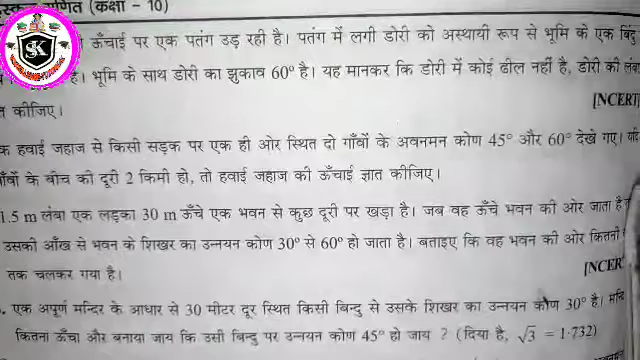 गणित (कक्षा - 10)
ऊँचाई पर एक पतंग उड़ रही है। पतंग में लगी डोरी को अस्थायी रूप से भूमि के एक बिंदु
SK
है। भूमि के साथ डोरी का झुकाव 60° है। यह मानकर कि डोरी में कोई ढील नहीं है, डोरी की
कीजिए।
[NCERT]
हवाई जहाज से किसी सड़क पर एक ही ओर स्थित दो गाँवों के अवनमन कोण 45° और 60° देखे गए। यदि
के बीच की दूरी 2 किमी हो, तो हवाई जहाज की ऊँचाई ज्ञात कीजिए।
1.5 m लंबा एक लड़का 30 m ऊँचे एक भवन से कुछ दूरी पर खड़ा है। जब वह ऊँचे भवन की ओर जाता है
उसकी आँख से भवन के शिखर का उन्नयन कोण 30° से 60° हो जाता है। बताइए कि वह भवन की ओर कितनी
[NCER
तक चलकर गया है।
एक अपूर्ण मन्दिर के आधार से 30 मीटर दूर स्थित किसी बिन्दु से उसके शिखर का उन्नयन कोण 30° है।
कितना ऊँचा और बनाया जाय कि उसी बिन्दु पर उन्नयन कोण 45° हो जाय ? (दिया है, √3 = 1·732)